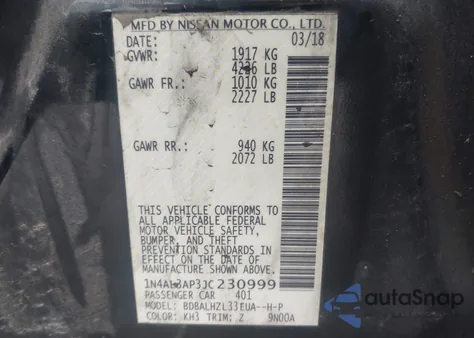 MFD BY NISSAN MOTOR CO., LTD.
DATE: 03/18
GVWR: 1917 KG
4226 LB
GAWR FR: 1010 KG
2227 LB
GAWR RR: 940 KG
2072 LB
THIS VEHICLE CONFORMS TO
ALL APPLICABLE FEDERAL
MOTOR VEHICLE SAFETY,
BUMPER, AND THEFT
PREVENTION STANDARDS IN
EFFECT ON THE DATE OF
MANUFACTURE SHOWN ABOVE.
1N4AL3AP3JC230999
PASSENGER CAR 401
MODEL: BDBALHZL33EUA--H-P
COLOR: KH3 TRIM: Z 9N00A
autoSnap